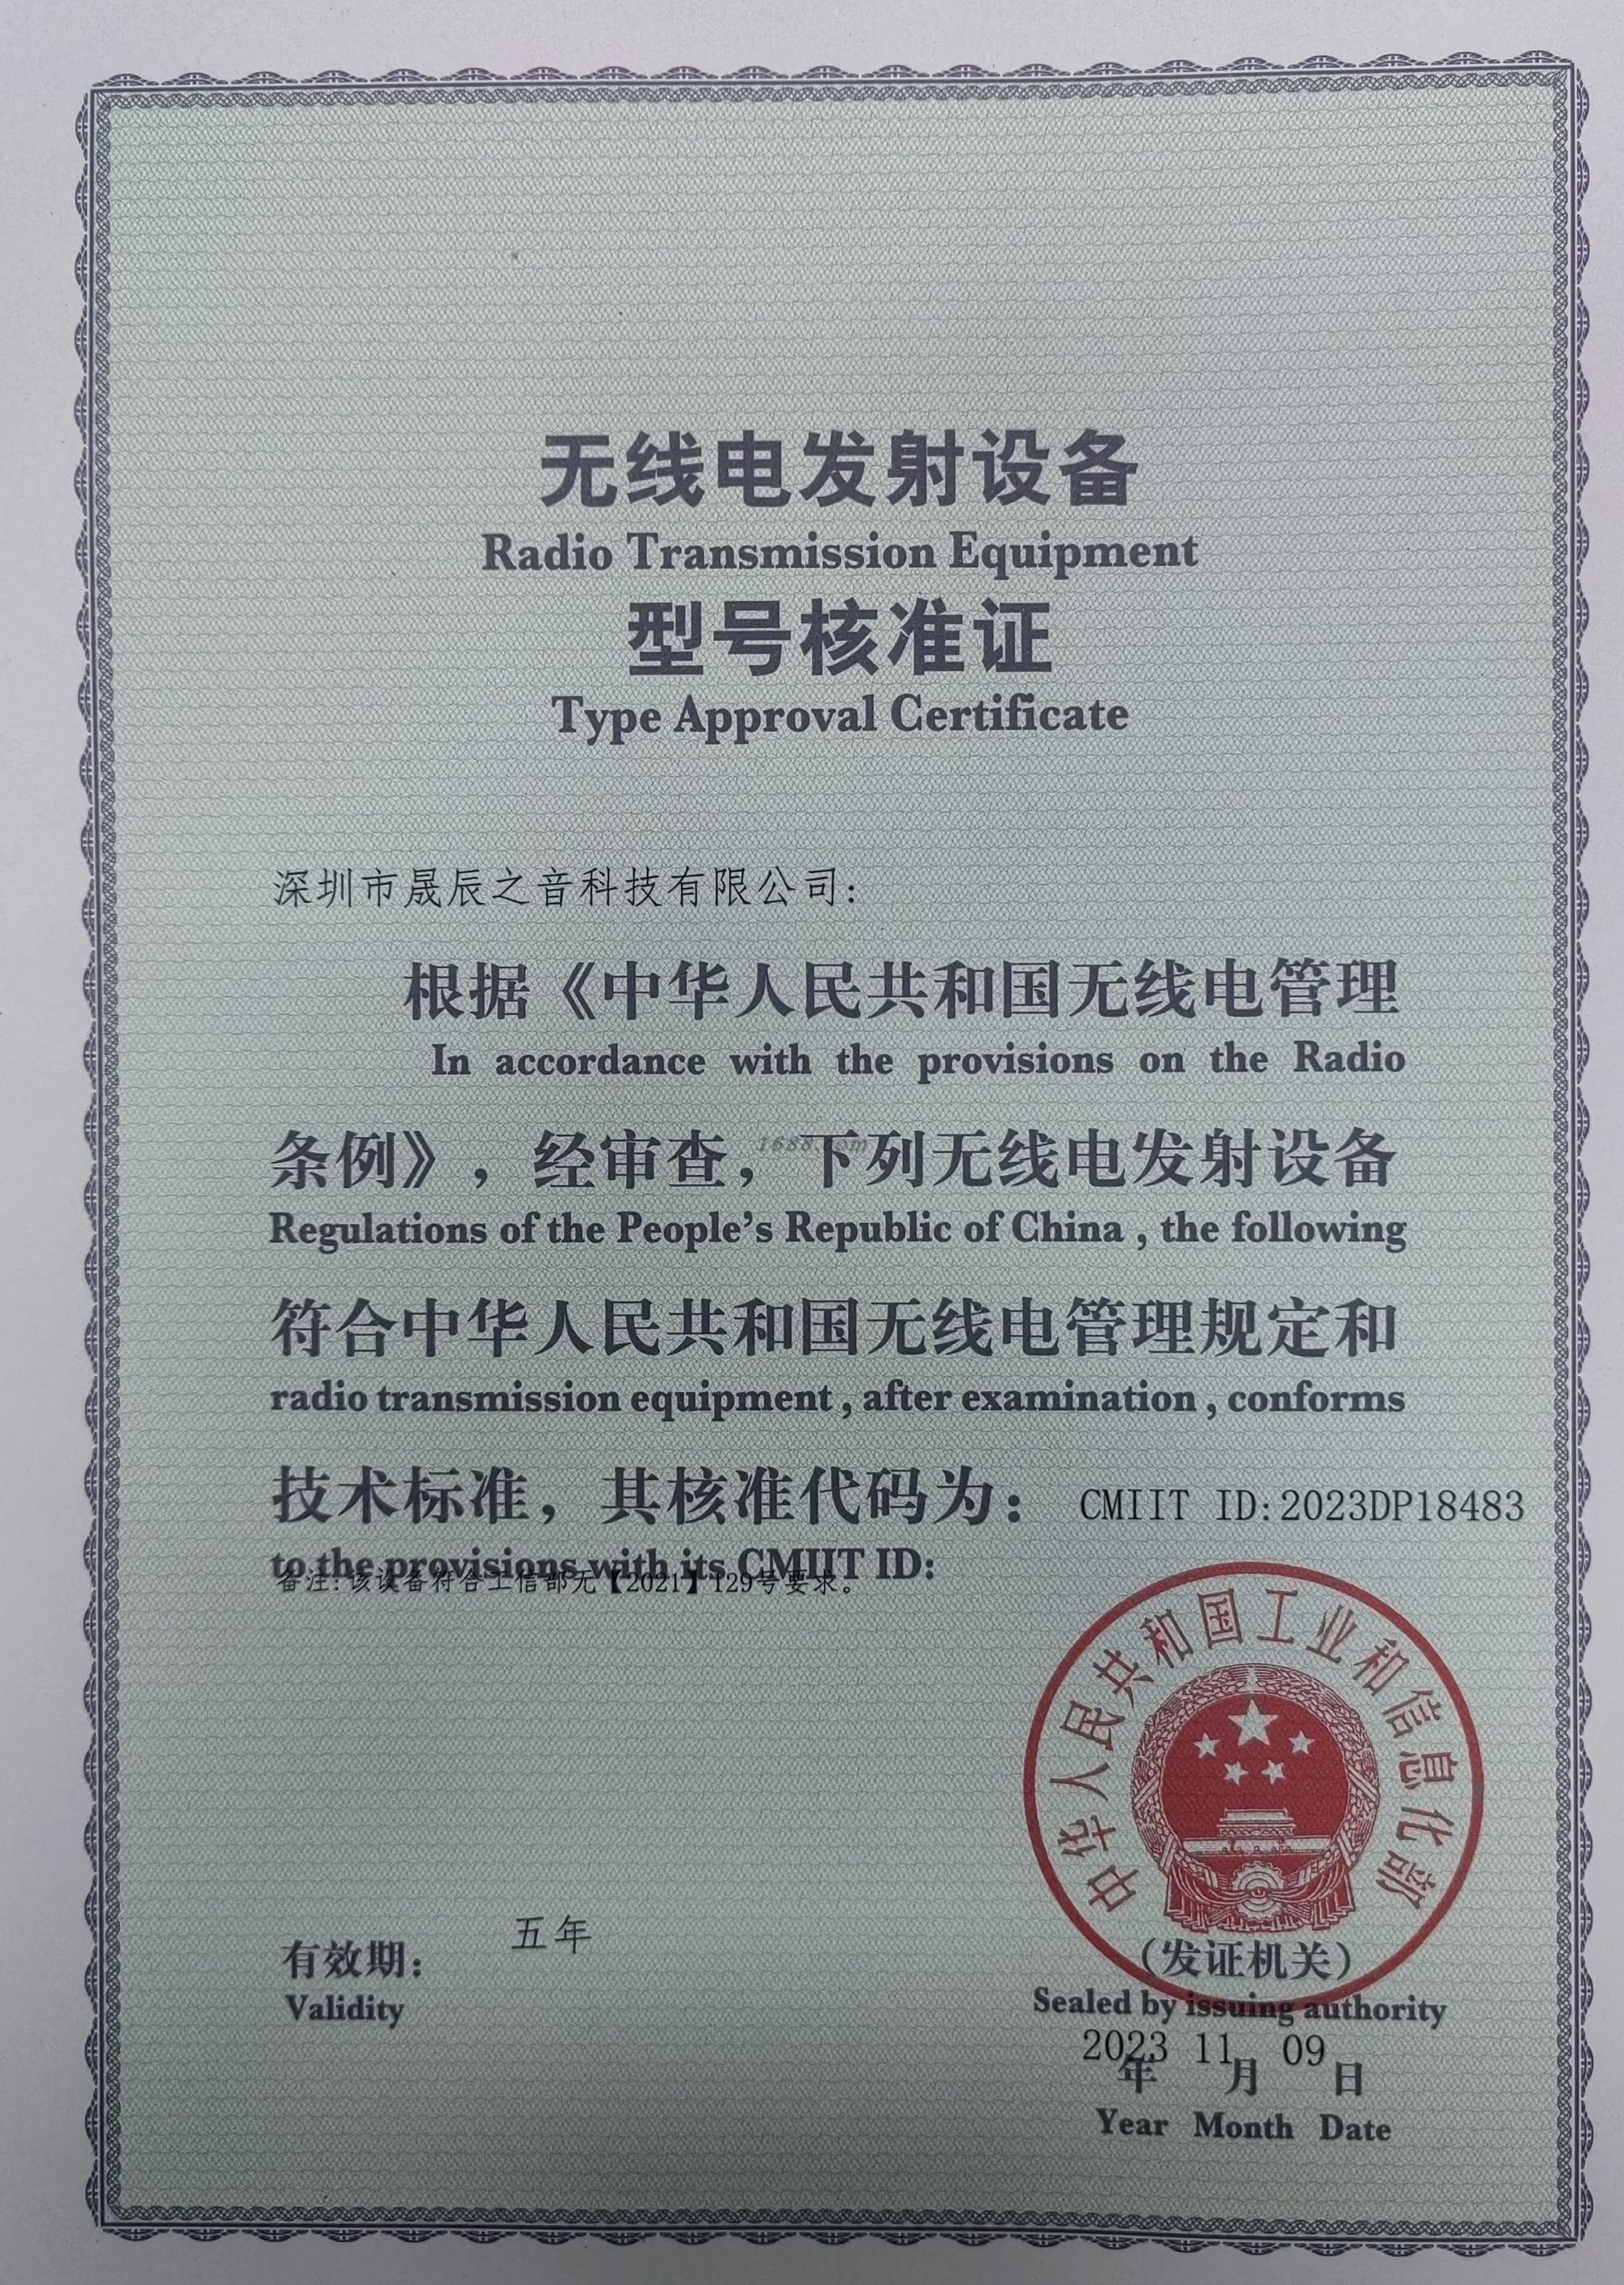 无线电发射设备
Radio Transmission Equipment
型号核准证
Type Approval Certificate
深圳市晟辰之音科技有限公司：
根据《中华人民共和国无线电管理
In accordance with the provisions on the Radio
条例》，经审查，下列无线电发射设备
1688.com
Regulations of the People's Republic of China , the following
符合中华人民共和国无线电管理规定和
radio transmission equipment , after examination , conforms
技术标准，其核准代码为： CMIIT ID:2023DP18483
to the provisions with its CMIIT ID:
备注：该设备符合工信部无【2021】129号要求。
中华人民共和国工业和信息化部
有效期： 五年
Validity
（发证机关）
Sealed by issuing authority
2023 11 09
年 月 日
Year Month Date